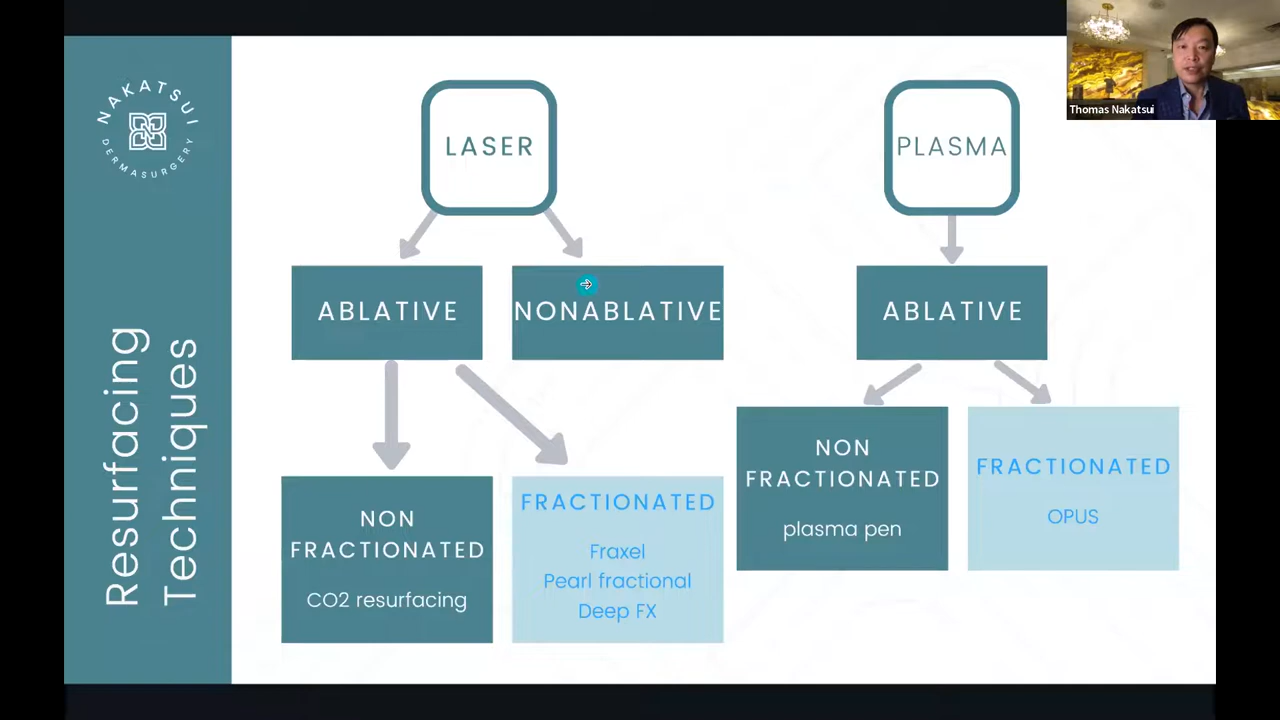 NAKATSUI
DERMASURGERY
Resurfacing
Techniques
LASER
PLASMA
Thomas Nakatsui
ABLATIVE
NONABLATIVE
ABLATIVE
NON
FRACTIONATED
CO2 resurfacing
FRACTIONATED
Fraxel
Pearl fractional
Deep FX
NON
FRACTIONATED
plasma pen
FRACTIONATED
OPUS